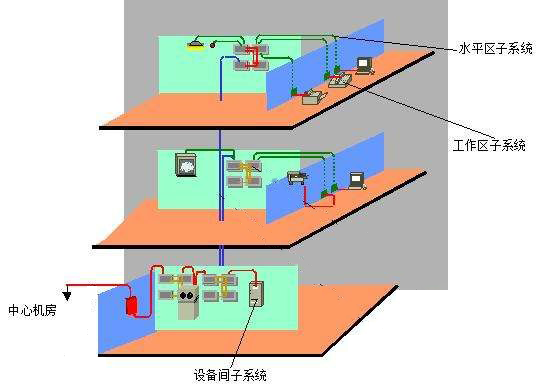 水平区子系统
工作区子系统
中心机房
设备间子系统